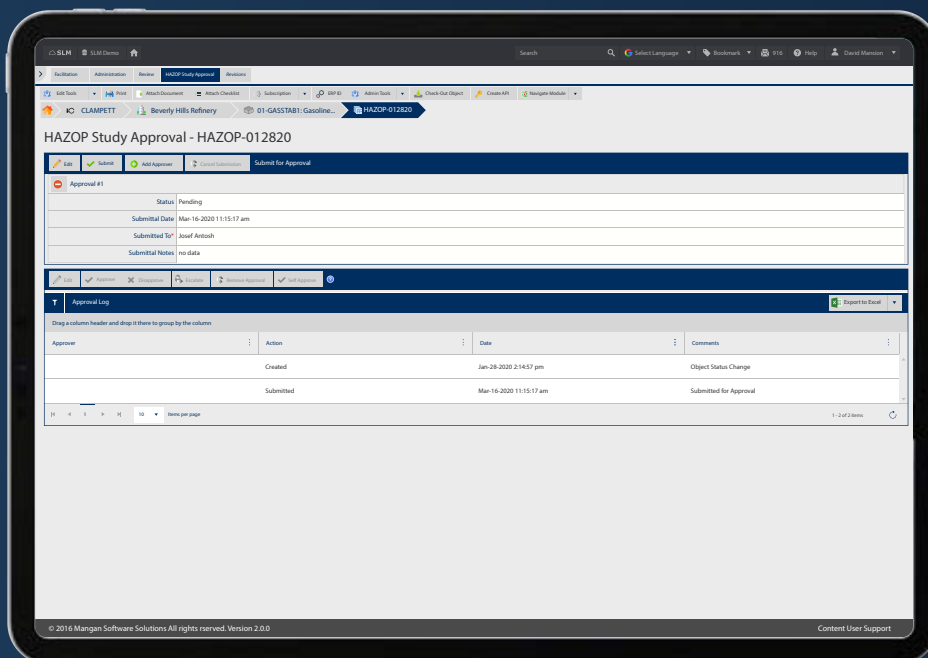 SLM SLM Demo Search Select Language Bookmark 916 Help David Mansion
Facilitation Administration Review HAZOP Study Approval Revisions
Edit Tools Print Attach Document Attach Checklist Subscription ERP ID Admin Tools Check-Out Object Create API Navigate Module
CLAMPETT Beverly Hills Refinery 01-GASSTAB1: Gasoline... HAZOP-012820
HAZOP Study Approval - HAZOP-012820
Edit Submit Add Approver Cancel Submission Submit for Approval
Approval #1
Status Pending
Submittal Date Mar-16-2020 11:15:17 am
Submitted To* Josef Antosh
Submittal Notes no data
Edit Approve Disapprove Escalate Remove Approval Self Approve
Approval Log Export to Excel
Drag a column header and drop it there to group by the column
Approver Action Date Comments
Created Jan-28-2020 2:14:57 pm Object Status Change
Submitted Mar-16-2020 11:15:17 am Submitted for Approval
1 10 Items per page 1 - 2 of 2 items
© 2016 Mangan Software Solutions All rights rserved. Version 2.0.0 Content User Support